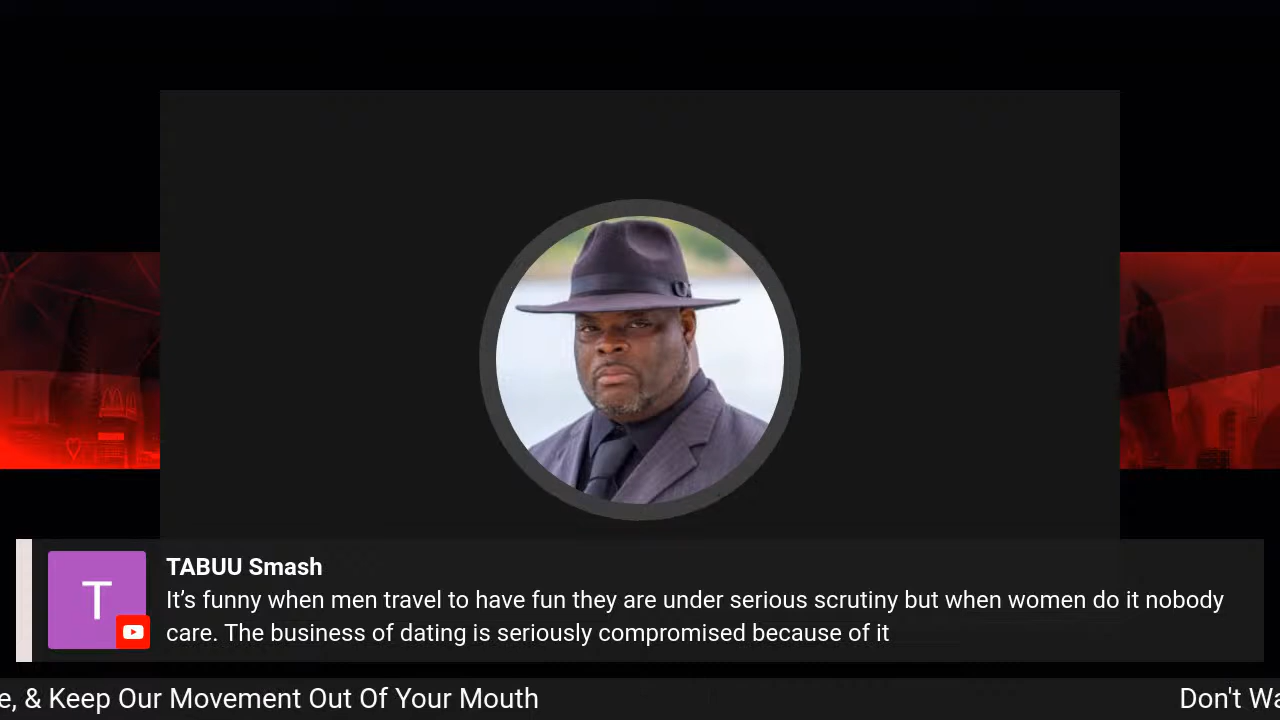 T
TABUU Smash
It’s funny when men travel to have fun they are under serious scrutiny but when women do it nobody
care. The business of dating is seriously compromised because of it
e, & Keep Our Movement Out Of Your Mouth
Don't Wa